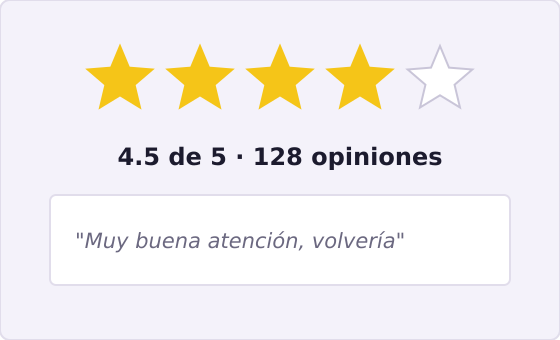 4.5 de 5 · 128 opiniones
"Muy buena atención, volvería"